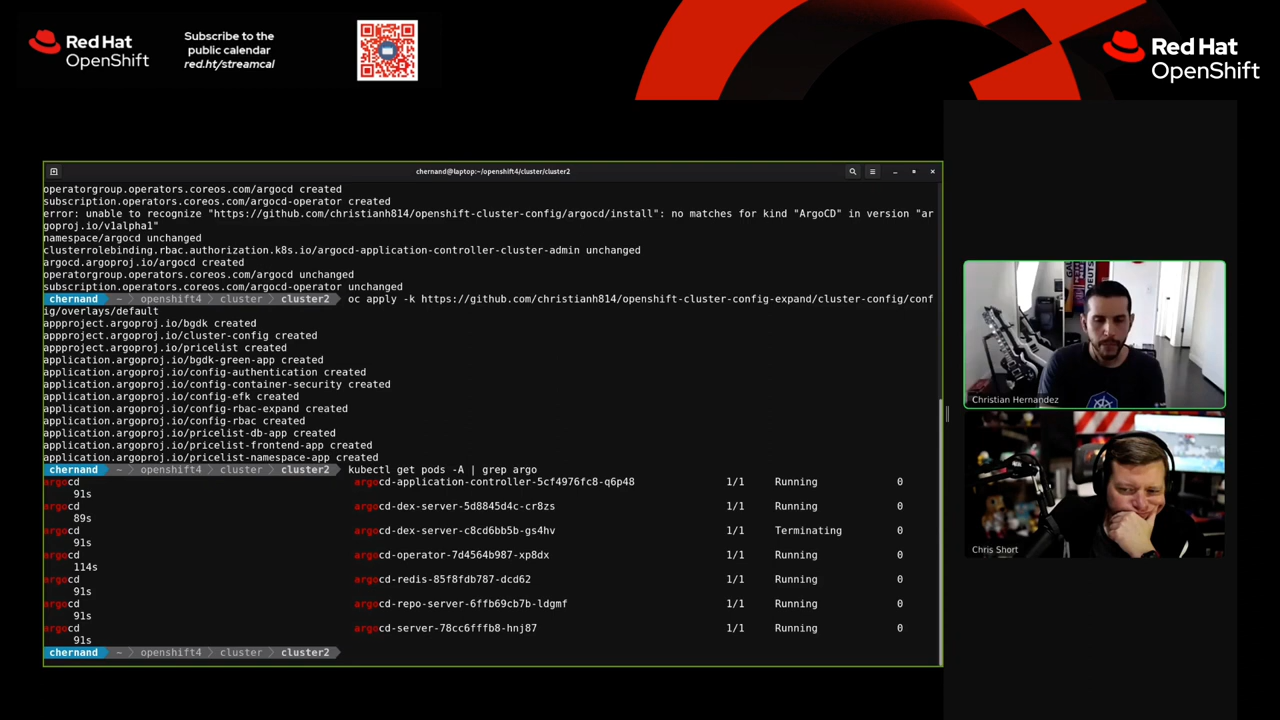 Red Hat
OpenShift
Subscribe to the
public calendar
red.ht/streamcal
Red Hat
OpenShift
chernand@laptop:~/openshift4/cluster/cluster2
operatorgroup.operators.coreos.com/argocd created
subscription.operators.coreos.com/argocd-operator created
error: unable to recognize "https://github.com/christianh814/openshift-cluster-config/argocd/install": no matches for kind "ArgoCD" in version "ar
goproj.io/v1alpha1"
namespace/argocd unchanged
clusterrolebinding.rbac.authorization.k8s.io/argocd-application-controller-cluster-admin unchanged
argocd.argoproj.io/argocd created
operatorgroup.operators.coreos.com/argocd unchanged
subscription.operators.coreos.com/argocd-operator unchanged
chernand ~ openshift4 cluster cluster2 oc apply -k https://github.com/christianh814/openshift-cluster-config-expand/cluster-config/conf
ig/overlays/default
appproject.argoproj.io/bgdk created
appproject.argoproj.io/cluster-config created
appproject.argoproj.io/pricelist created
application.argoproj.io/bgdk-green-app created
application.argoproj.io/config-authentication created
application.argoproj.io/config-container-security created
application.argoproj.io/config-efk created
application.argoproj.io/config-rbac-expand created
application.argoproj.io/config-rbac created
application.argoproj.io/pricelist-db-app created
application.argoproj.io/pricelist-frontend-app created
application.argoproj.io/pricelist-namespace-app created
chernand ~ openshift4 cluster cluster2 kubectl get pods -A | grep argo
argocd argocd-application-controller-5cf4976fc8-q6p48 1/1 Running 0
91s
argocd argocd-dex-server-5d8845d4c-cr8zs 1/1 Running 0
89s
argocd argocd-dex-server-c8cd6bb5b-gs4hv 1/1 Terminating 0
91s
argocd argocd-operator-7d4564b987-xp8dx 1/1 Running 0
114s
argocd argocd-redis-85f8fdb787-dcd62 1/1 Running 0
91s
argocd argocd-repo-server-6ffb69cb7b-ldgmf 1/1 Running 0
91s
argocd argocd-server-78cc6fffb8-hnj87 1/1 Running 0
91s
chernand ~ openshift4 cluster cluster2
Christian Hernandez
Chris Short